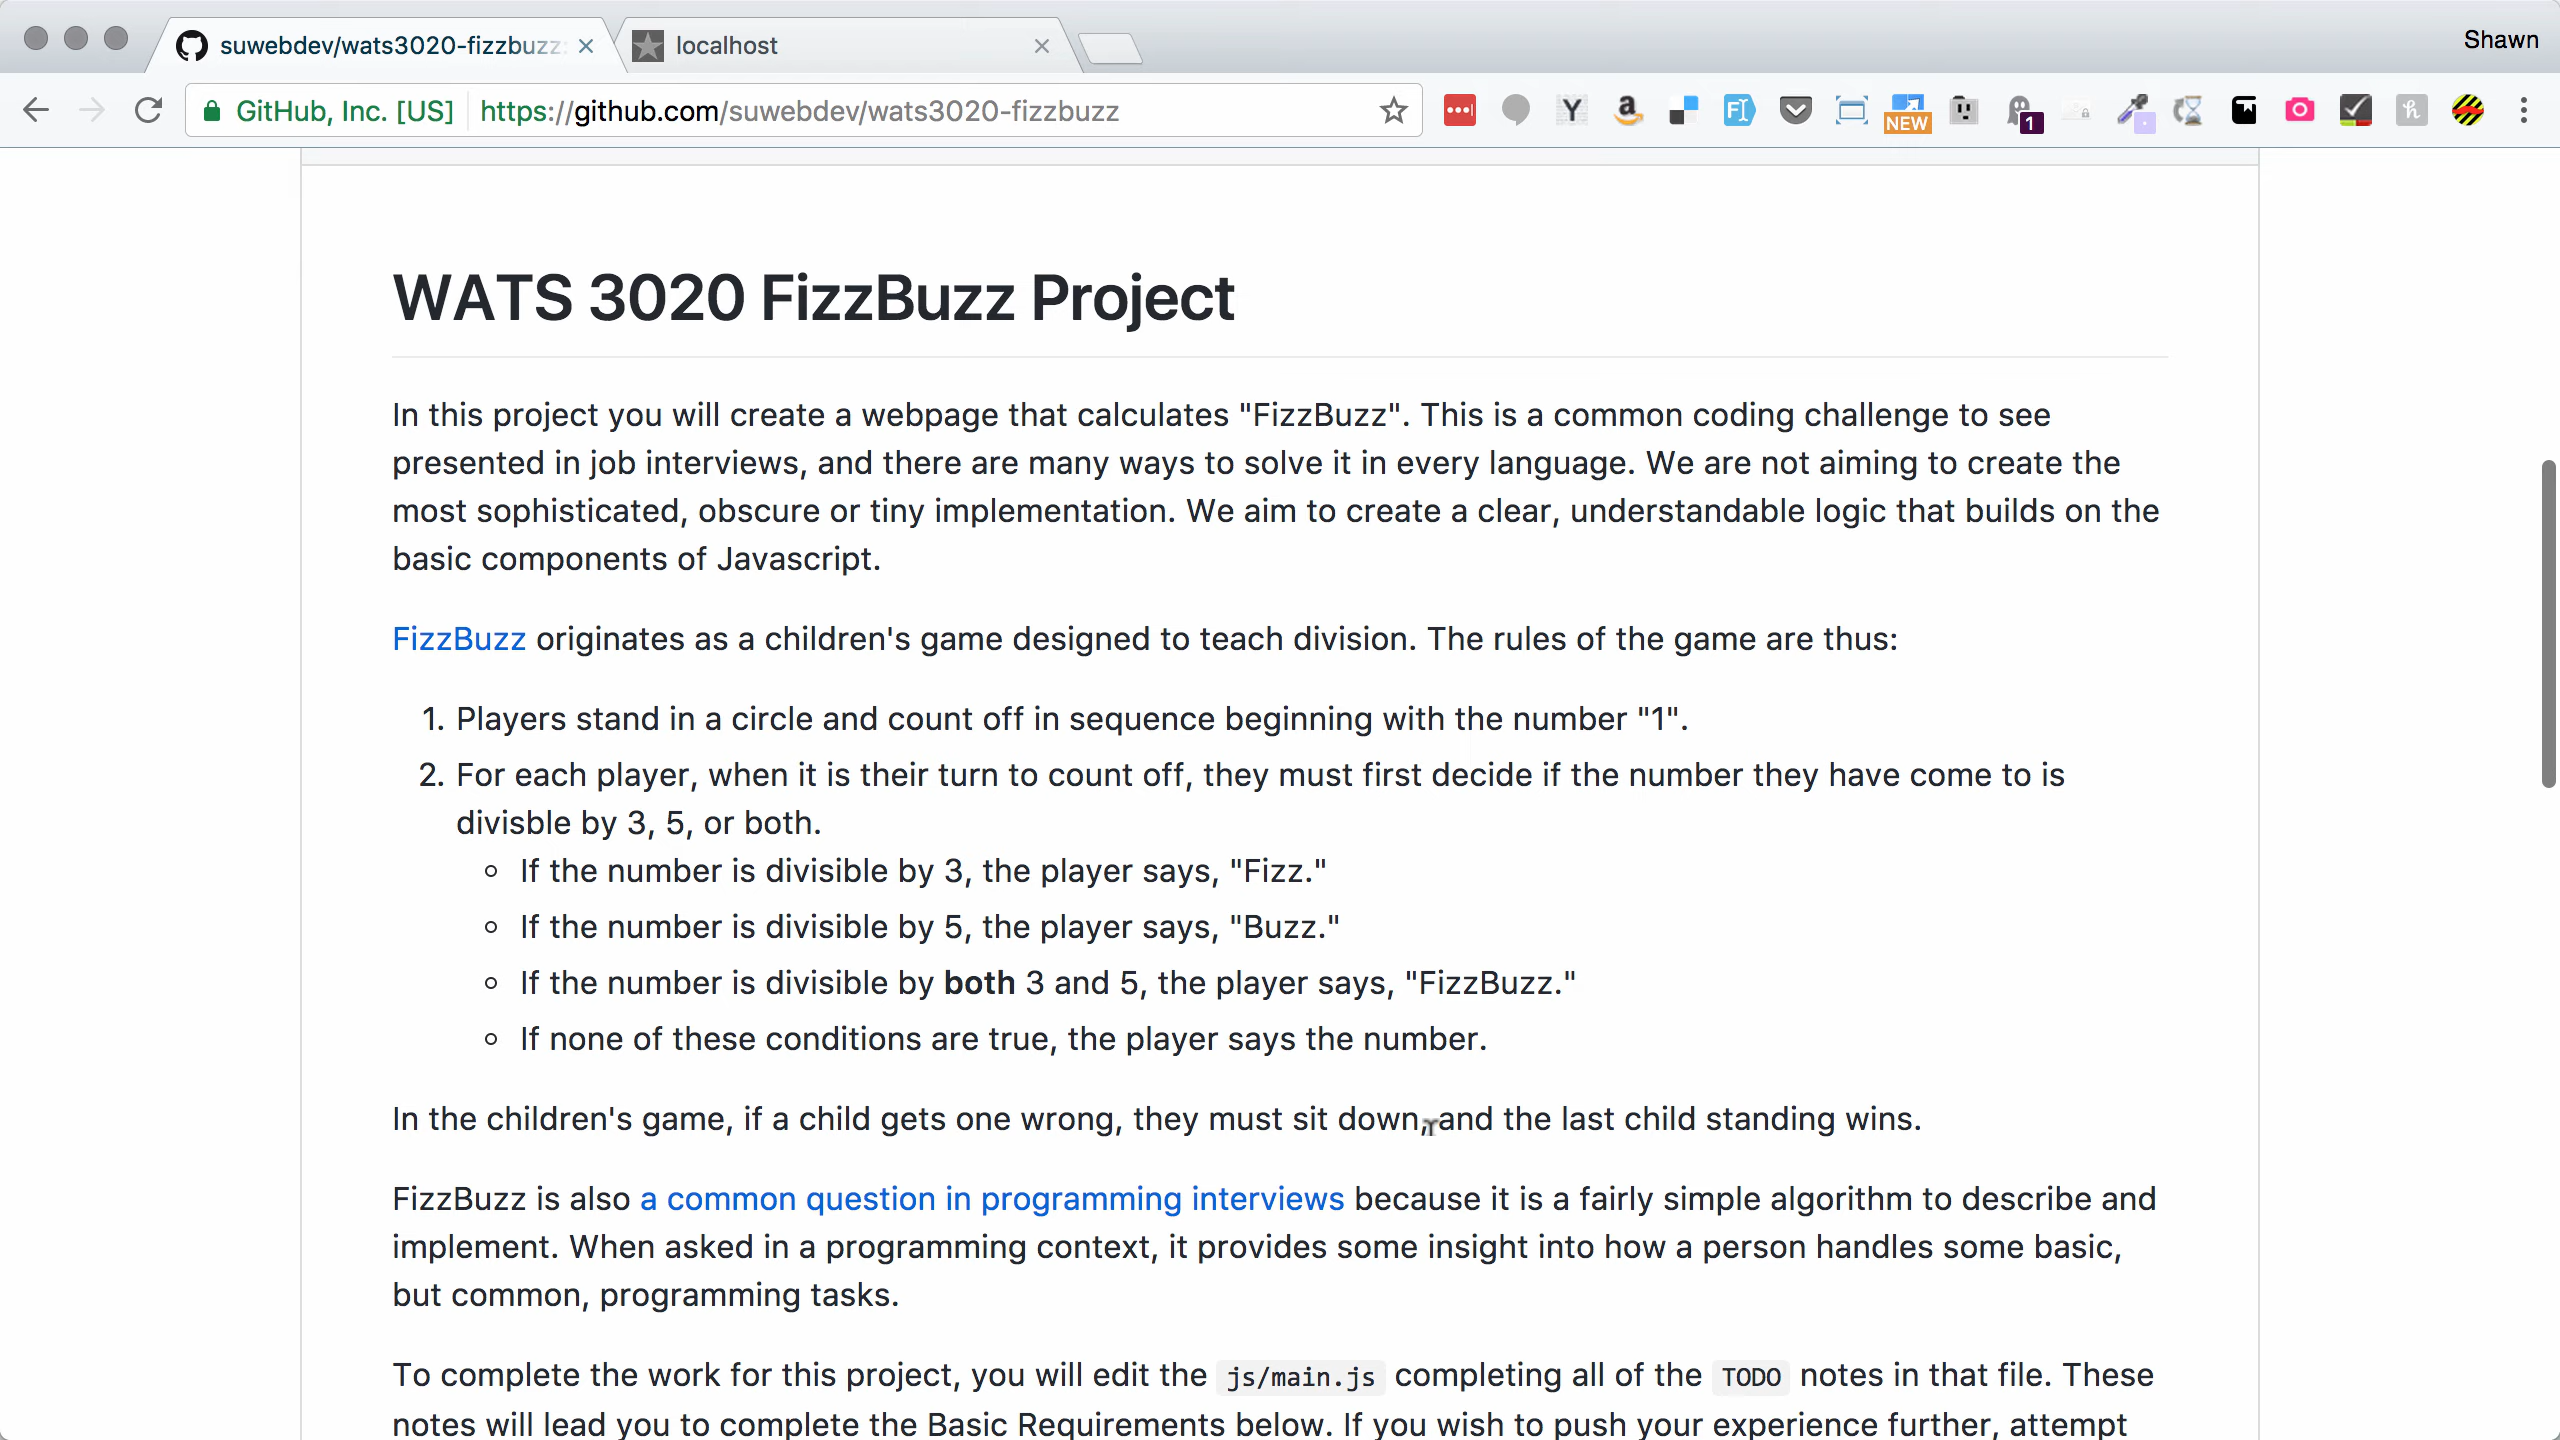 suwebdev/wats3020-fizzbuzz:
localhost
Shawn
GitHub, Inc. [US]
https://github.com/suwebdev/wats3020-fizzbuzz
Y
a
FI
NEW
1
h
WATS 3020 FizzBuzz Project
In this project you will create a webpage that calculates "FizzBuzz". This is a common coding challenge to see
presented in job interviews, and there are many ways to solve it in every language. We are not aiming to create the
most sophisticated, obscure or tiny implementation. We aim to create a clear, understandable logic that builds on the
basic components of Javascript.
FizzBuzz originates as a children's game designed to teach division. The rules of the game are thus:
1. Players stand in a circle and count off in sequence beginning with the number "1".
2. For each player, when it is their turn to count off, they must first decide if the number they have come to is
divisble by 3, 5, or both.
If the number is divisible by 3, the player says, "Fizz."
If the number is divisible by 5, the player says, "Buzz."
If the number is divisible by both 3 and 5, the player says, "FizzBuzz."
If none of these conditions are true, the player says the number.
In the children's game, if a child gets one wrong, they must sit down, and the last child standing wins.
FizzBuzz is also a common question in programming interviews because it is a fairly simple algorithm to describe and
implement. When asked in a programming context, it provides some insight into how a person handles some basic,
but common, programming tasks.
To complete the work for this project, you will edit the js/main.js completing all of the TODO notes in that file. These
notes will lead you to complete the Basic Requirements below. If you wish to push your experience further, attempt